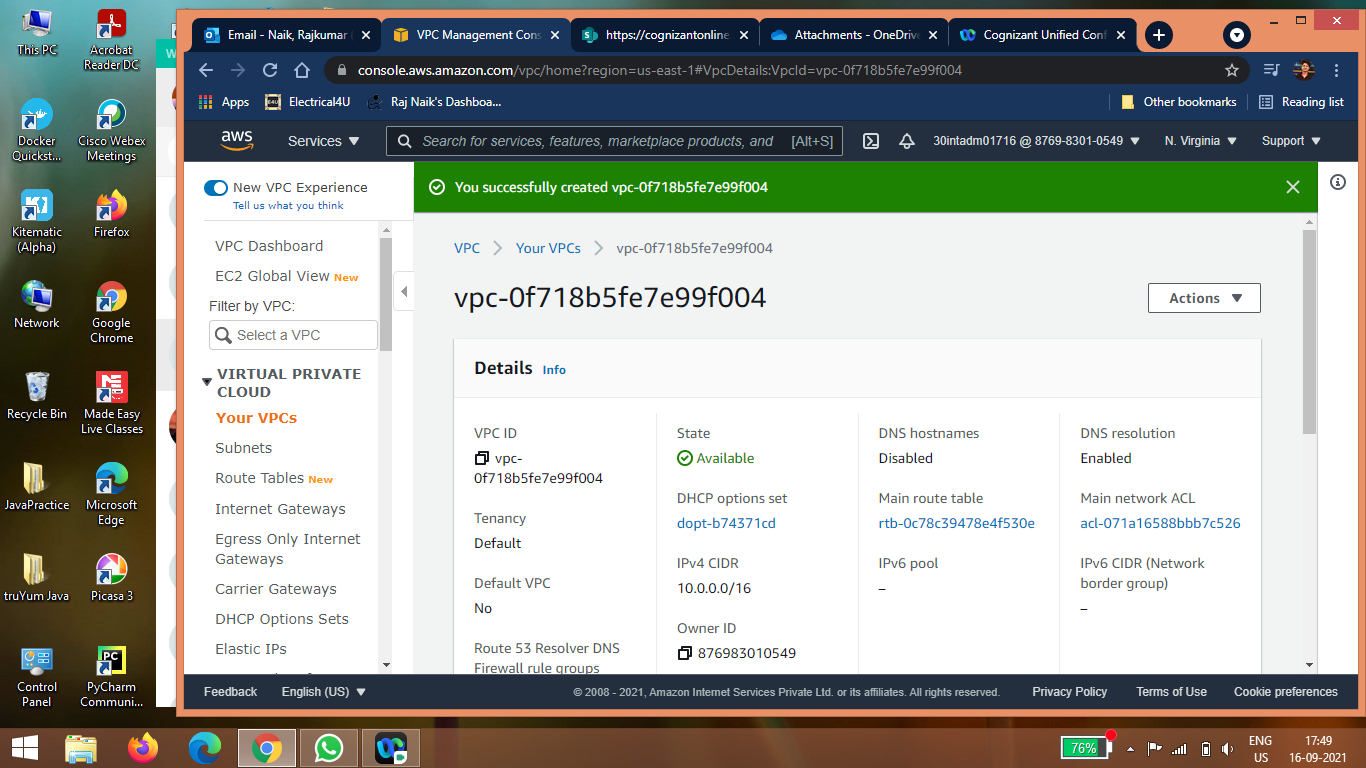 This PC
Acrobat
Reader DC
Docker
Quickst...
Cisco Webex
Meetings
Kitematic
(Alpha)
Firefox
Network
Google
Chrome
Recycle Bin
Made Easy
Live Classes
JavaPractice
Microsoft
Edge
truYum Java
Picasa 3
Control
Panel
PyCharm
Communi...
Email - Naik, Rajkumar
VPC Management Cons
https://cognizantonline
Attachments - OneDrive
Cognizant Unified Conf
console.aws.amazon.com/vpc/home?region=us-east-1#VpcDetails:VpcId=vpc-0f718b5fe7e99f004
Apps
Electrical4U
Raj Naik's Dashboa...
Other bookmarks
Reading list
aws
Services
Search for services, features, marketplace products, and
[Alt+S]
30intadm01716 @ 8769-8301-0549
N. Virginia
Support
New VPC Experience
Tell us what you think
You successfully created vpc-0f718b5fe7e99f004
VPC Dashboard
EC2 Global View New
Filter by VPC:
Select a VPC
VIRTUAL PRIVATE
CLOUD
Your VPCs
Subnets
Route Tables New
Internet Gateways
Egress Only Internet
Gateways
Carrier Gateways
DHCP Options Sets
Elastic IPs
VPC
Your VPCs
vpc-0f718b5fe7e99f004
vpc-0f718b5fe7e99f004
Actions
Details Info
VPC ID
vpc-
0f718b5fe7e99f004
Tenancy
Default
Default VPC
No
Route 53 Resolver DNS
Firewall rule groups
State
Available
DHCP options set
dopt-b74371cd
IPv4 CIDR
10.0.0.0/16
Owner ID
876983010549
DNS hostnames
Disabled
Main route table
rtb-0c78c39478e4f530e
IPv6 pool
–
DNS resolution
Enabled
Main network ACL
acl-071a16588bbb7c526
IPv6 CIDR (Network
border group)
–
Feedback
English (US)
© 2008 - 2021, Amazon Internet Services Private Ltd. or its affiliates. All rights reserved.
Privacy Policy
Terms of Use
Cookie preferences
76%
ENG
US
17:49
16-09-2021